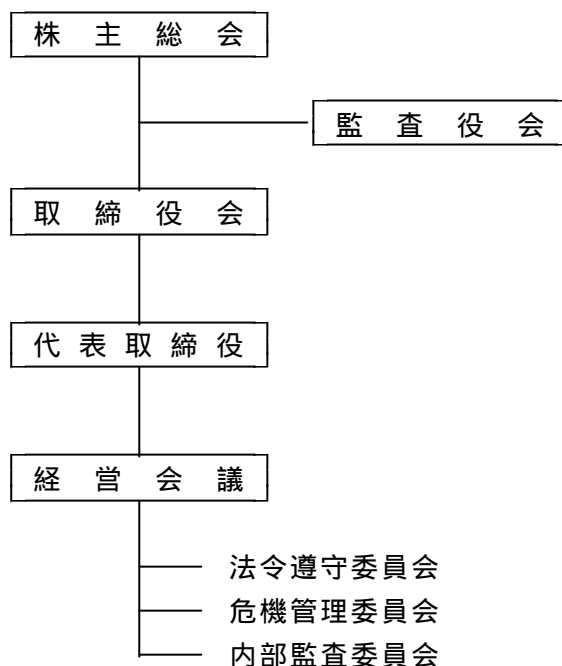 株主総会
監査役会
取締役会
代表取締役
経営会議
法令遵守委員会
危機管理委員会
内部監査委員会